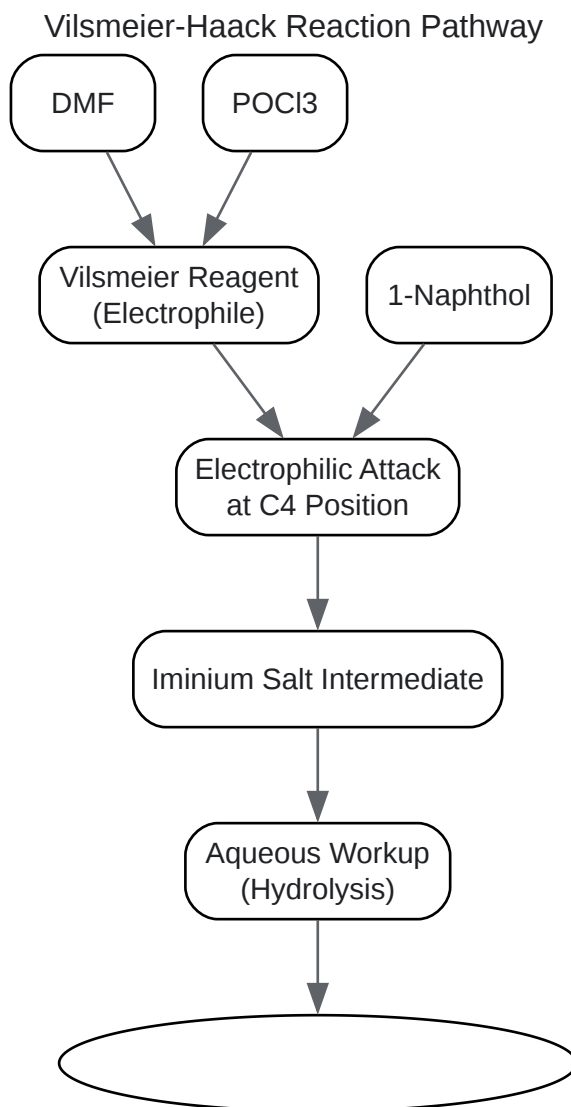 Vilsmeier-Haack Reaction Pathway
DMF
POCl3
Vilsmeier Reagent
(Electrophile)
1-Naphthol
Electrophilic Attack
at C4 Position
Iminium Salt Intermediate
Aqueous Workup
(Hydrolysis)